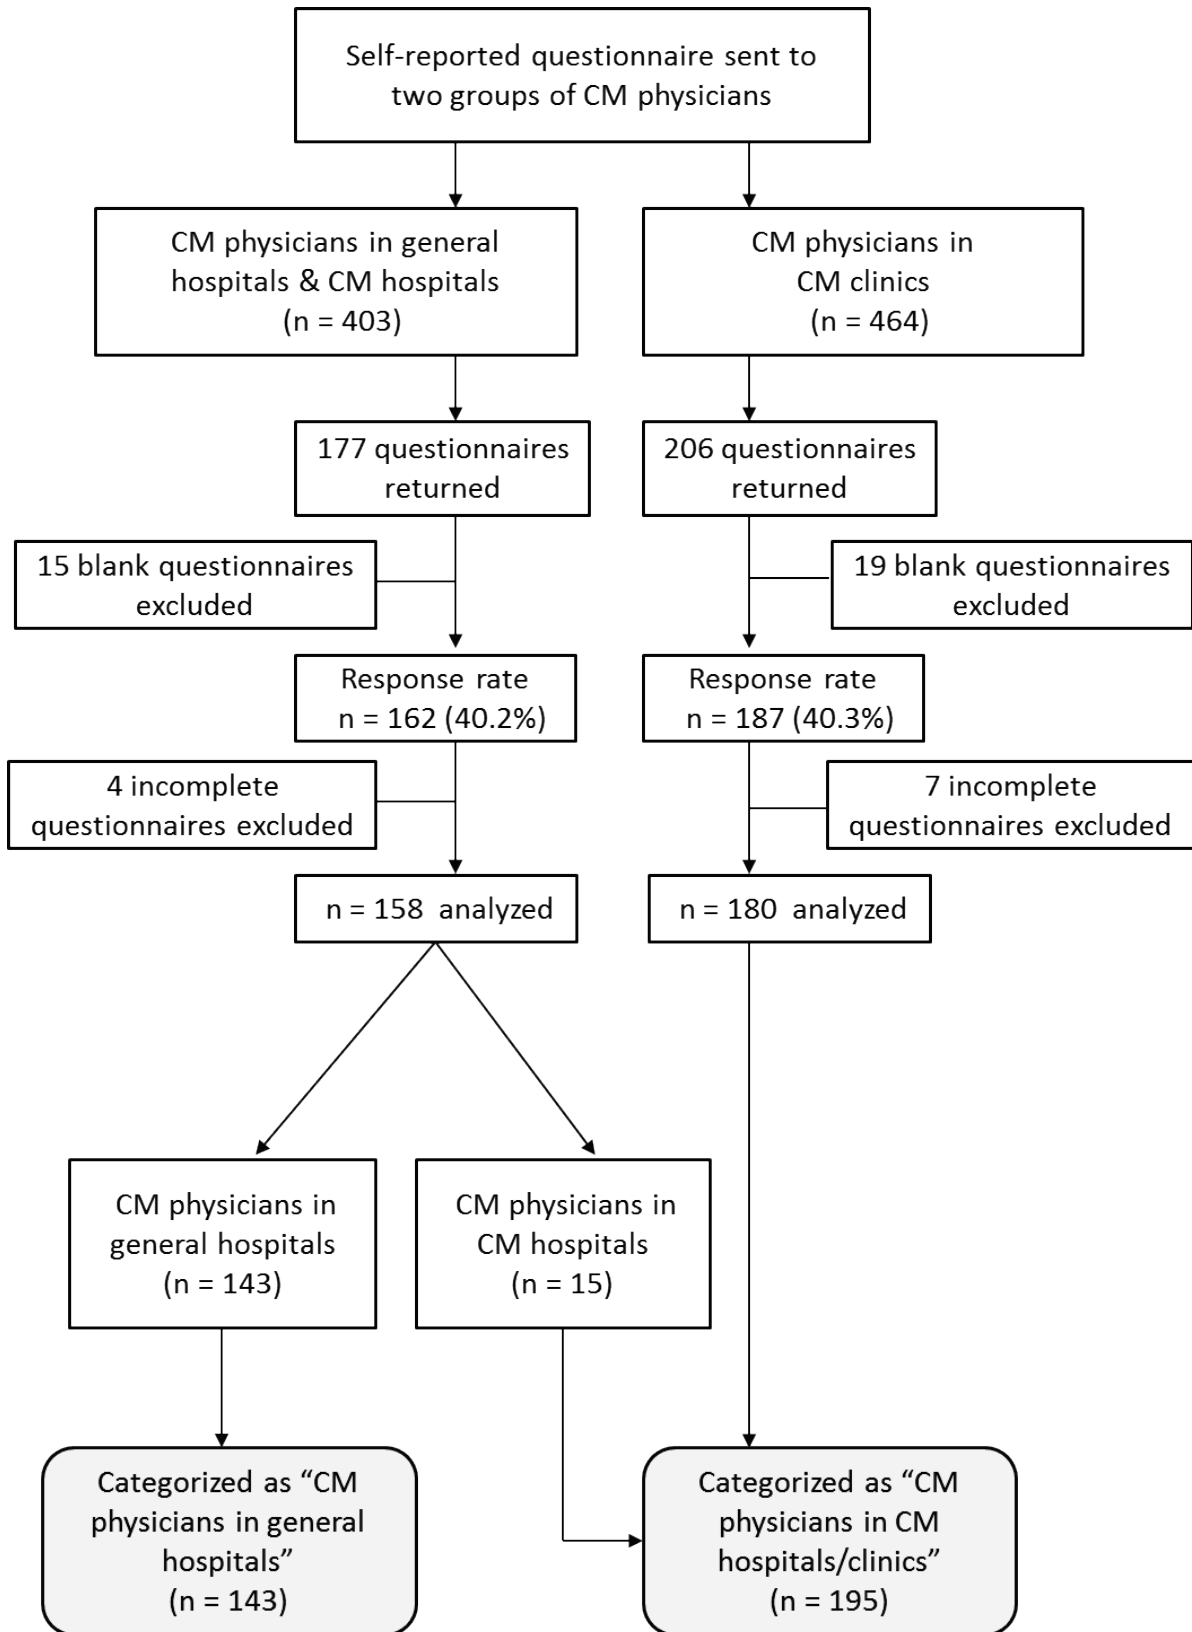 Self-reported questionnaire sent to
two groups of CM physicians
CM physicians in general
hospitals & CM hospitals
(n = 403)
CM physicians in
CM clinics
(n = 464)
177 questionnaires
returned
206 questionnaires
returned
15 blank questionnaires
excluded
19 blank questionnaires
excluded
Response rate
n = 162 (40.2%)
Response rate
n = 187 (40.3%)
4 incomplete
questionnaires excluded
7 incomplete
questionnaires excluded
n = 158 analyzed
n = 180 analyzed
CM physicians in
general hospitals
(n = 143)
CM physicians in
CM hospitals
(n = 15)
Categorized as “CM
physicians in general
hospitals”
(n = 143)
Categorized as “CM
physicians in CM
hospitals/clinics”
(n = 195)